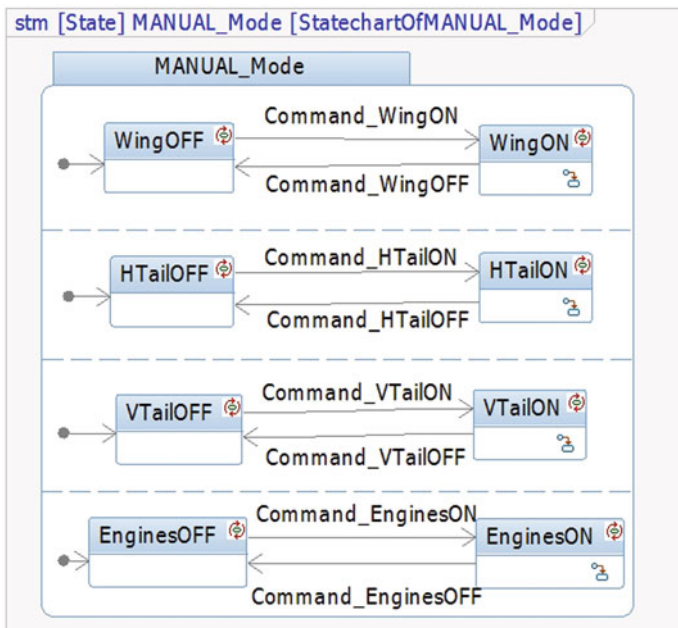 stm [State] MANUAL_Mode [StatechartOfMANUAL_Mode]
MANUAL_Mode
Command_WingON
WingOFF
WingON
Command_WingOFF
Command_HTailON
HTailOFF
HTailON
Command_HTailOFF
Command_VTailON
VTailOFF
VTailON
Command_VTailOFF
Command_EnginesON
EnginesOFF
EnginesON
Command_EnginesOFF